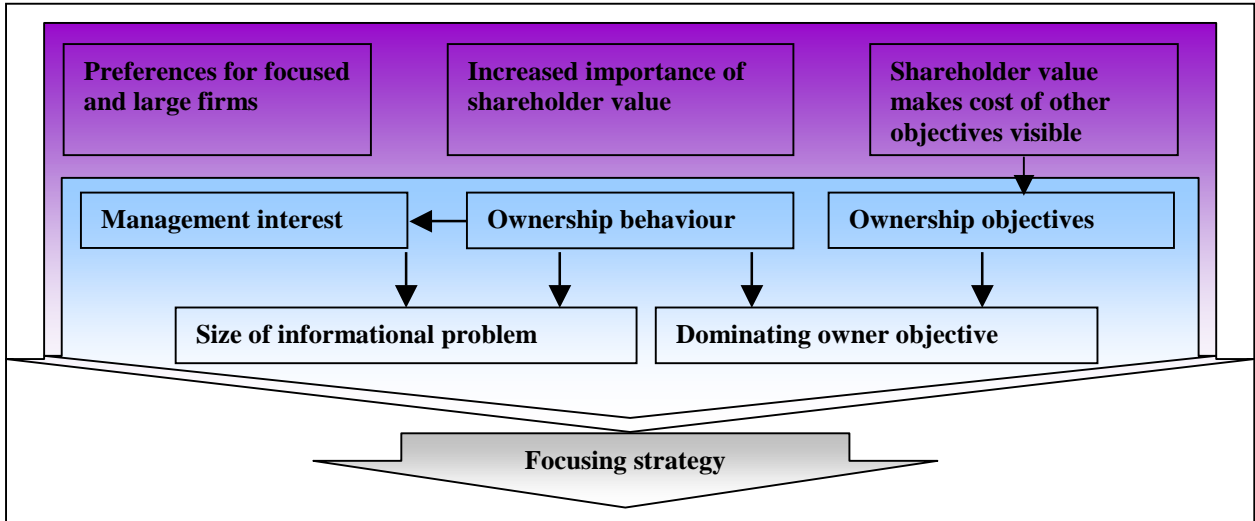 Preferences for focused
and large firms
Increased importance of
shareholder value
Shareholder value
makes cost of other
objectives visible
Management interest
Ownership behaviour
Ownership objectives
Size of informational problem
Dominating owner objective
Focusing strategy